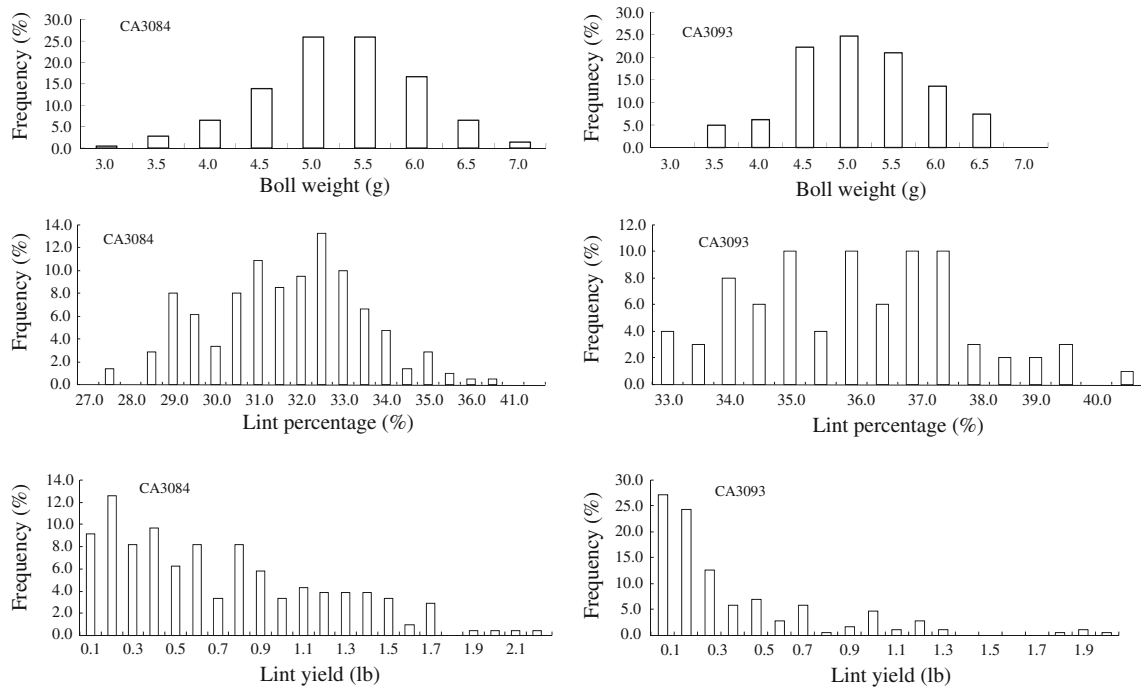 CA3084
Frequency (%)
30.0
25.0
20.0
15.0
10.0
5.0
0.0
3.0 3.5 4.0 4.5 5.0 5.5 6.0 6.5 7.0
Boll weight (g)
CA3093
Frequnecy (%)
30.0
25.0
20.0
15.0
10.0
5.0
0.0
3.0 3.5 4.0 4.5 5.0 5.5 6.0 6.5 7.0
Boll weight (g)
CA3084
Frquency (%)
14.0
12.0
10.0
8.0
6.0
4.0
2.0
0.0
27.0 28.0 29.0 30.0 31.0 32.0 33.0 34.0 35.0 36.0 41.0
Lint percentage (%)
CA3093
Frequency (%)
12.0
10.0
8.0
6.0
4.0
2.0
0.0
33.0 34.0 35.0 36.0 37.0 38.0 39.0 40.0
Lint percentage (%)
CA3084
Frequency (%)
14.0
12.0
10.0
8.0
6.0
4.0
2.0
0.0
0.1 0.3 0.5 0.7 0.9 1.1 1.3 1.5 1.7 1.9 2.1
Lint yield (lb)
CA3093
Frequency (%)
30.0
25.0
20.0
15.0
10.0
5.0
0.0
0.1 0.3 0.5 0.7 0.9 1.1 1.3 1.5 1.7 1.9
Lint yield (lb)